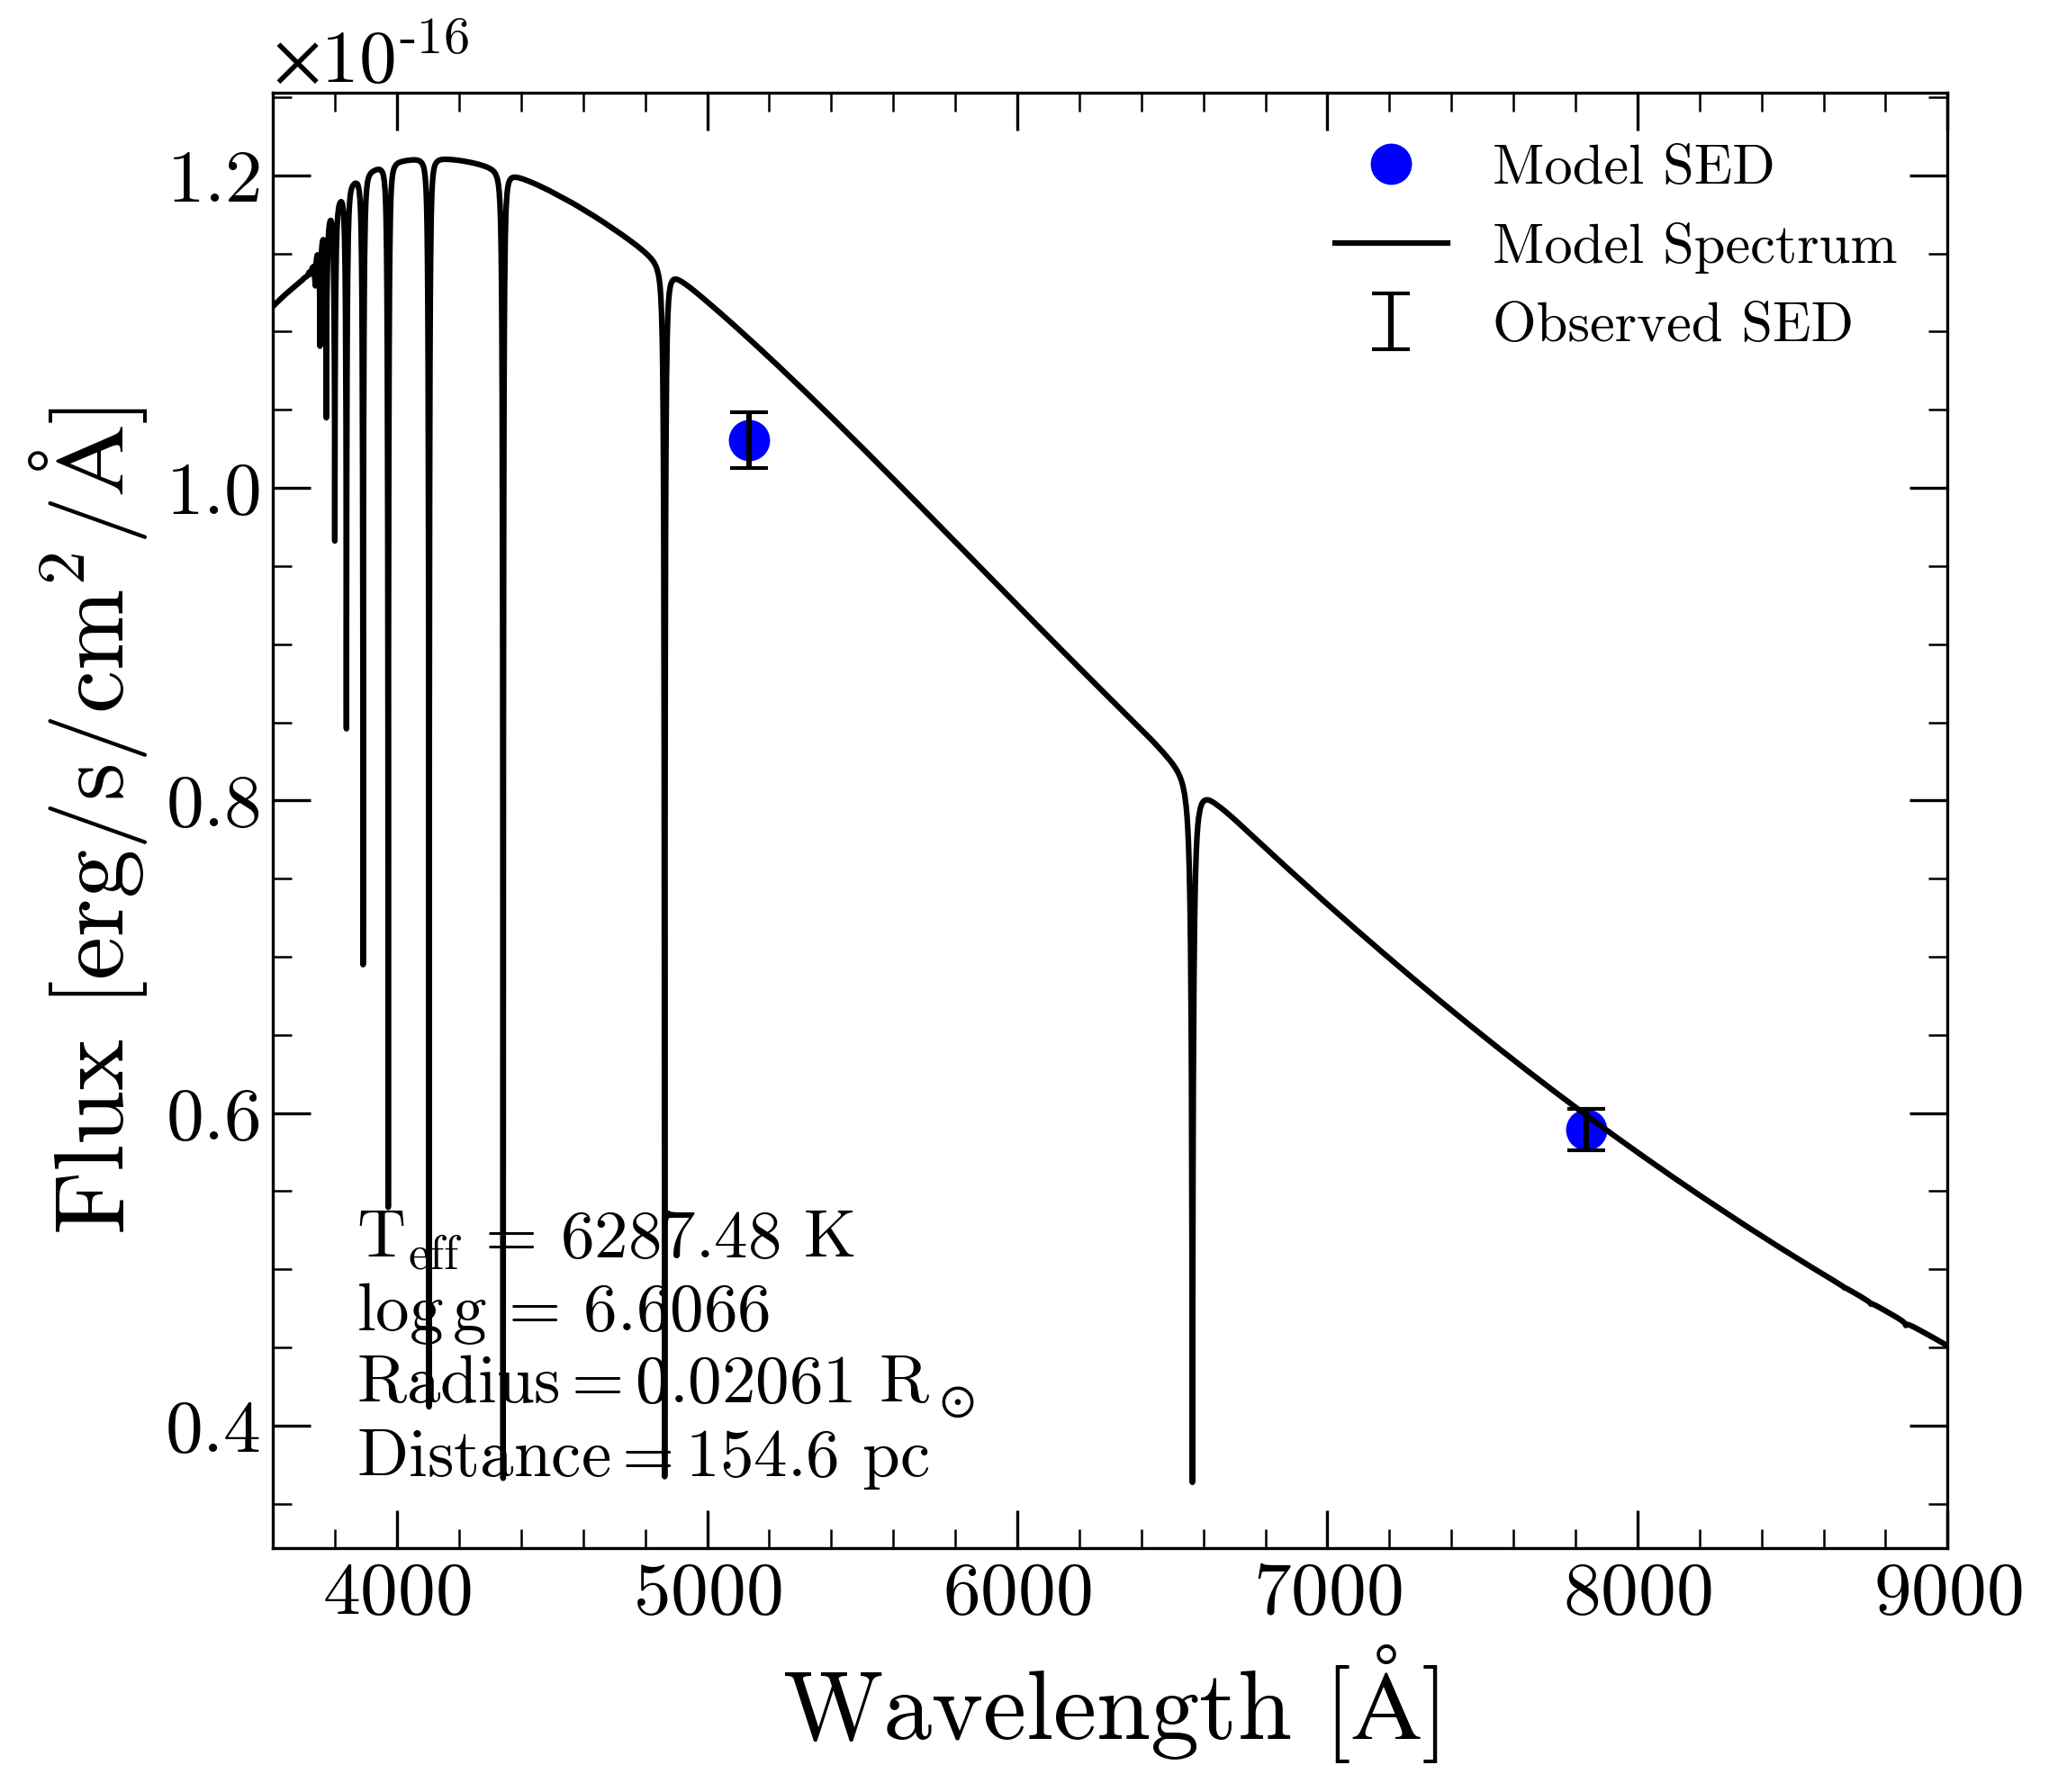 ×10⁻¹⁶
Model SED
Model Spectrum
Observed SED
1.2
1.0
0.8
0.6
0.4
Flux [erg/s/cm²/Å]
T_eff = 6287.48 K
log g = 6.6066
Radius = 0.02061 R_⊙
Distance = 154.6 pc
4000 5000 6000 7000 8000 9000
Wavelength [Å]